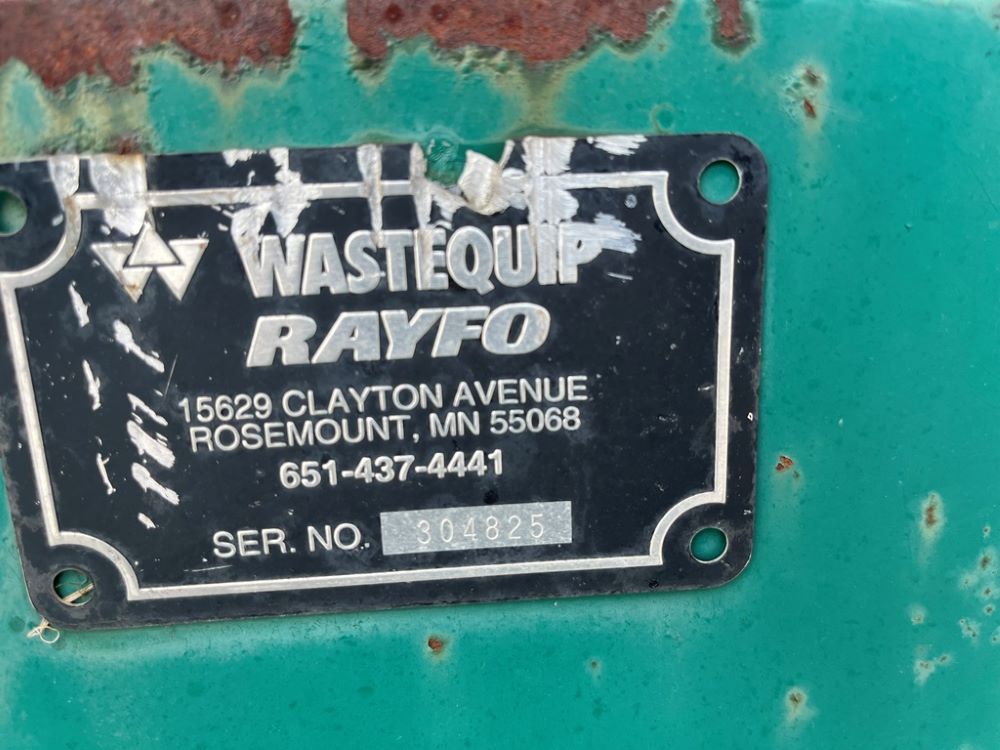 WASTEQUIP
RAYFO
15629 CLAYTON AVENUE
ROSEMOUNT, MN 55068
651-437-4441
SER. NO. 304825